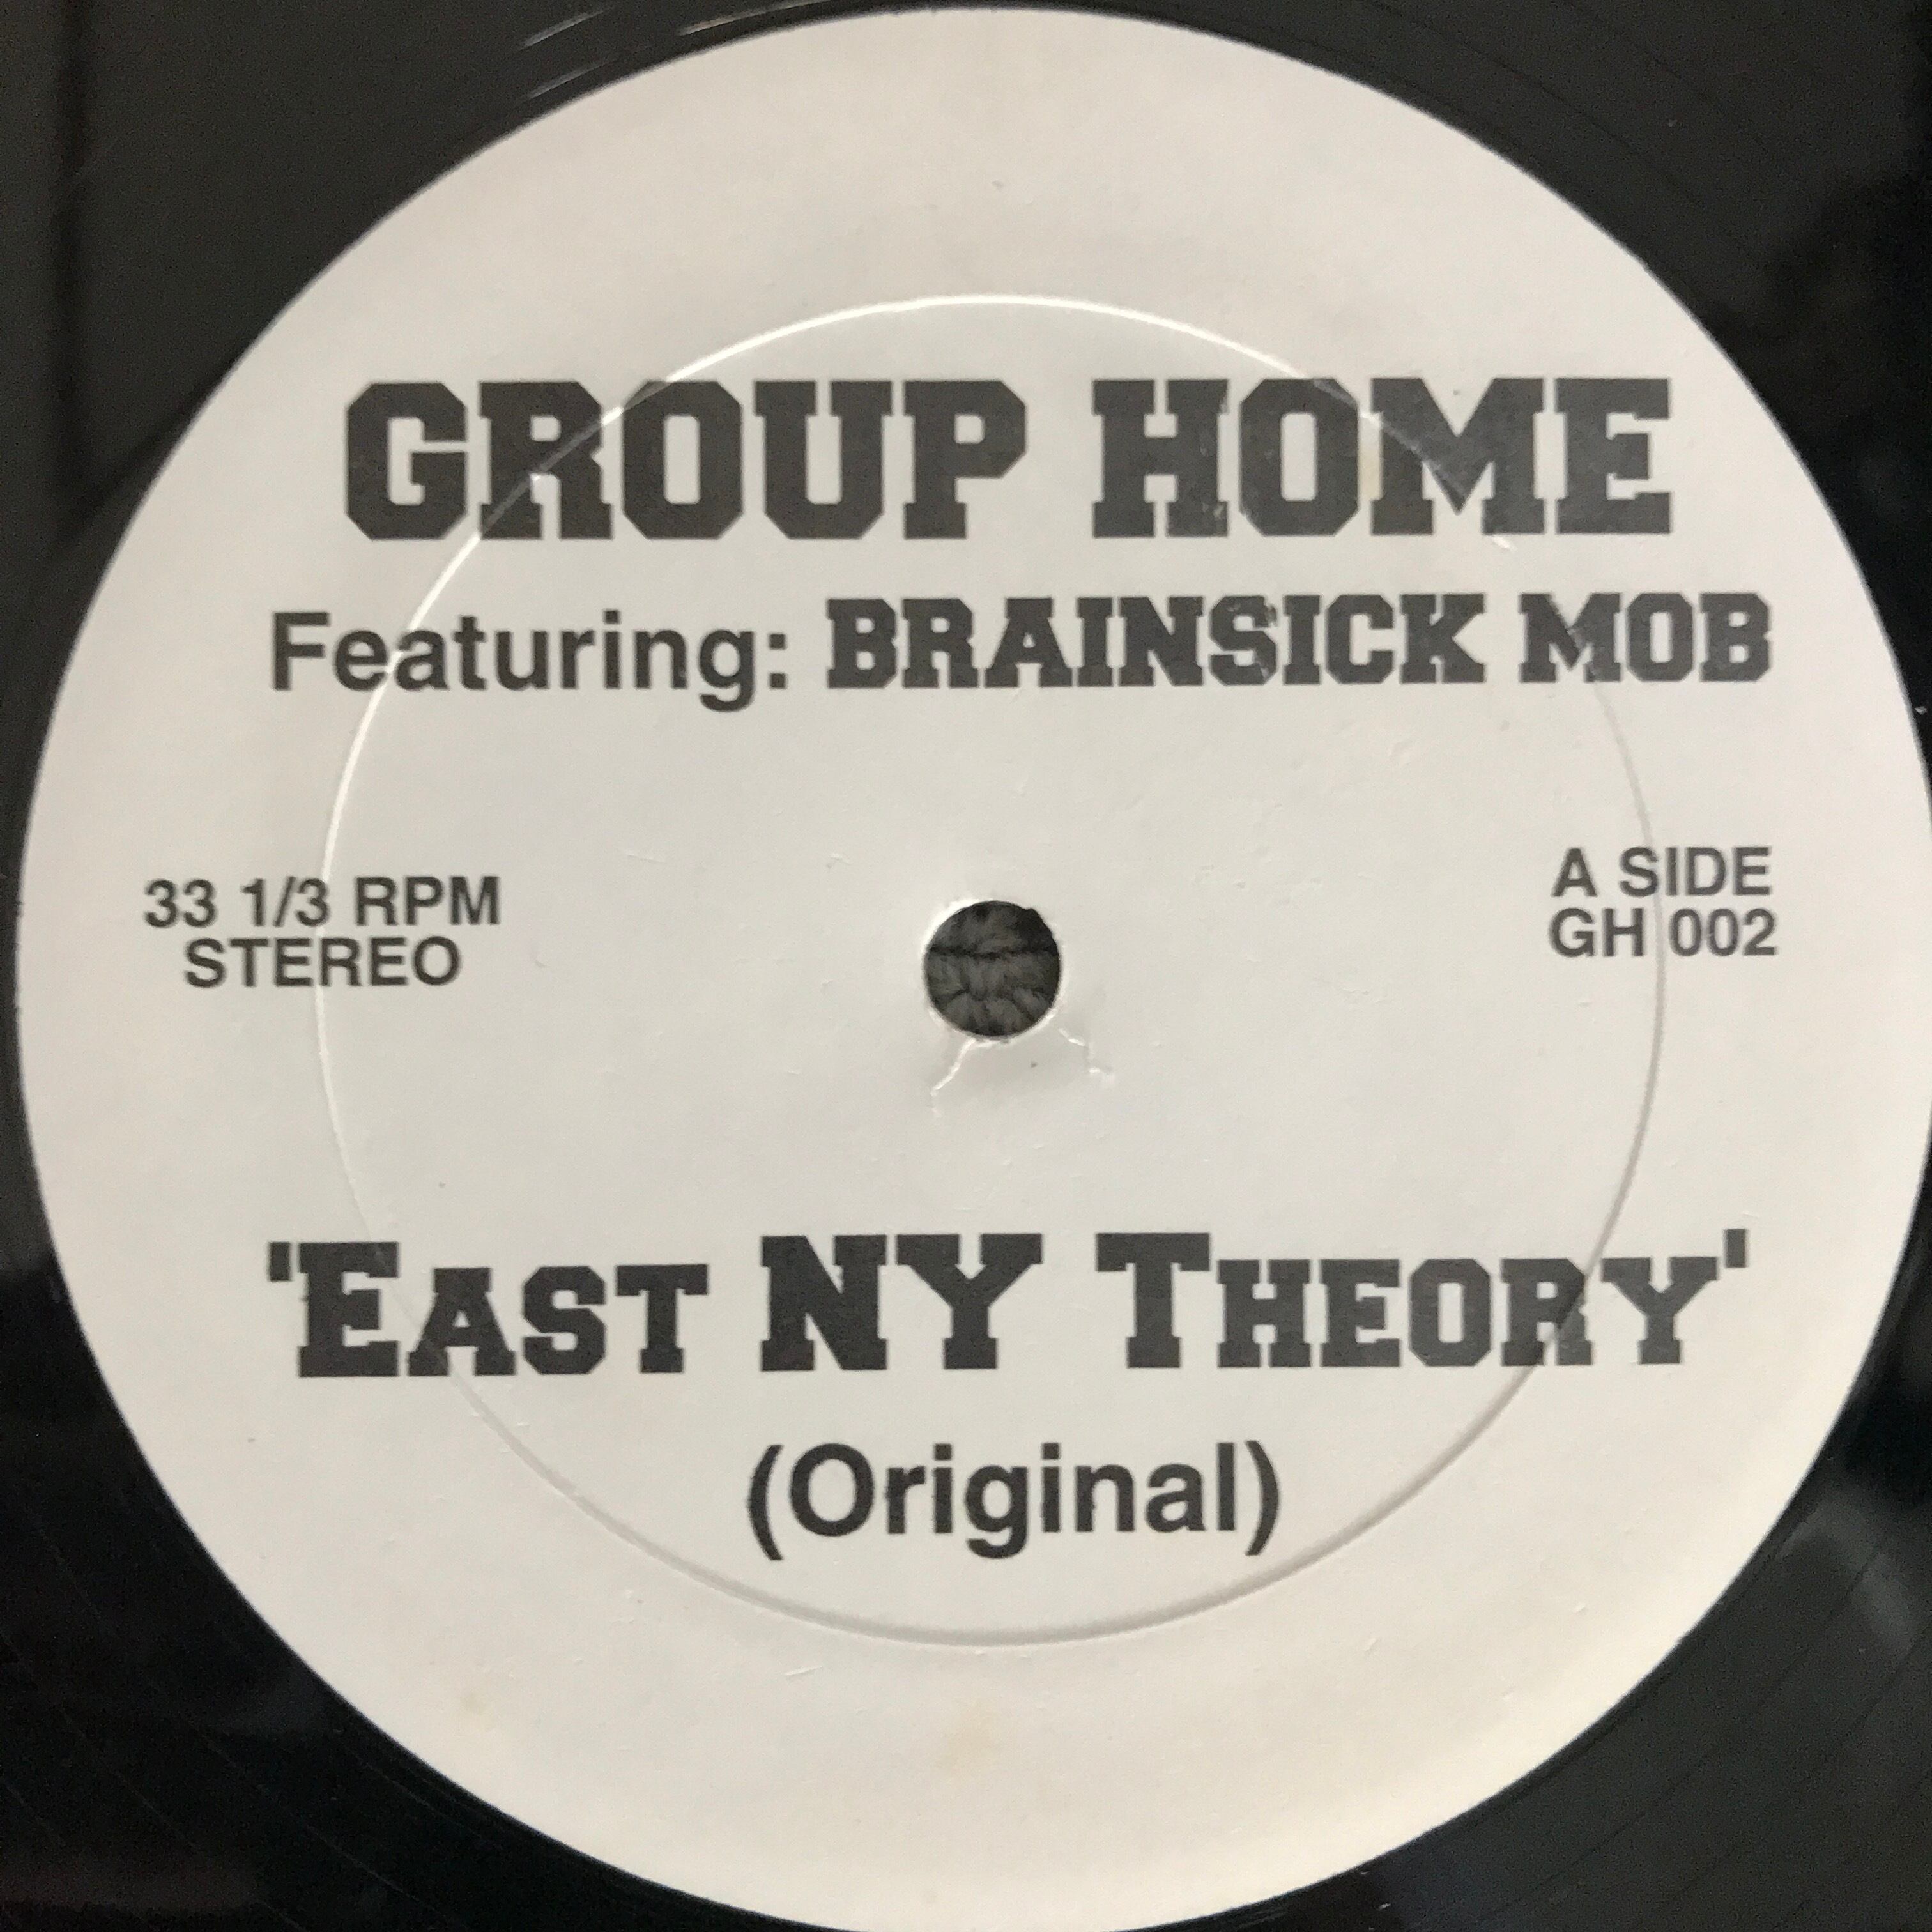 GROUP HOME
Featuring: BRAINSICK MOB
33 1/3 RPM
STEREO
A SIDE
GH 002
'EAST NY THEORY'
(Original)